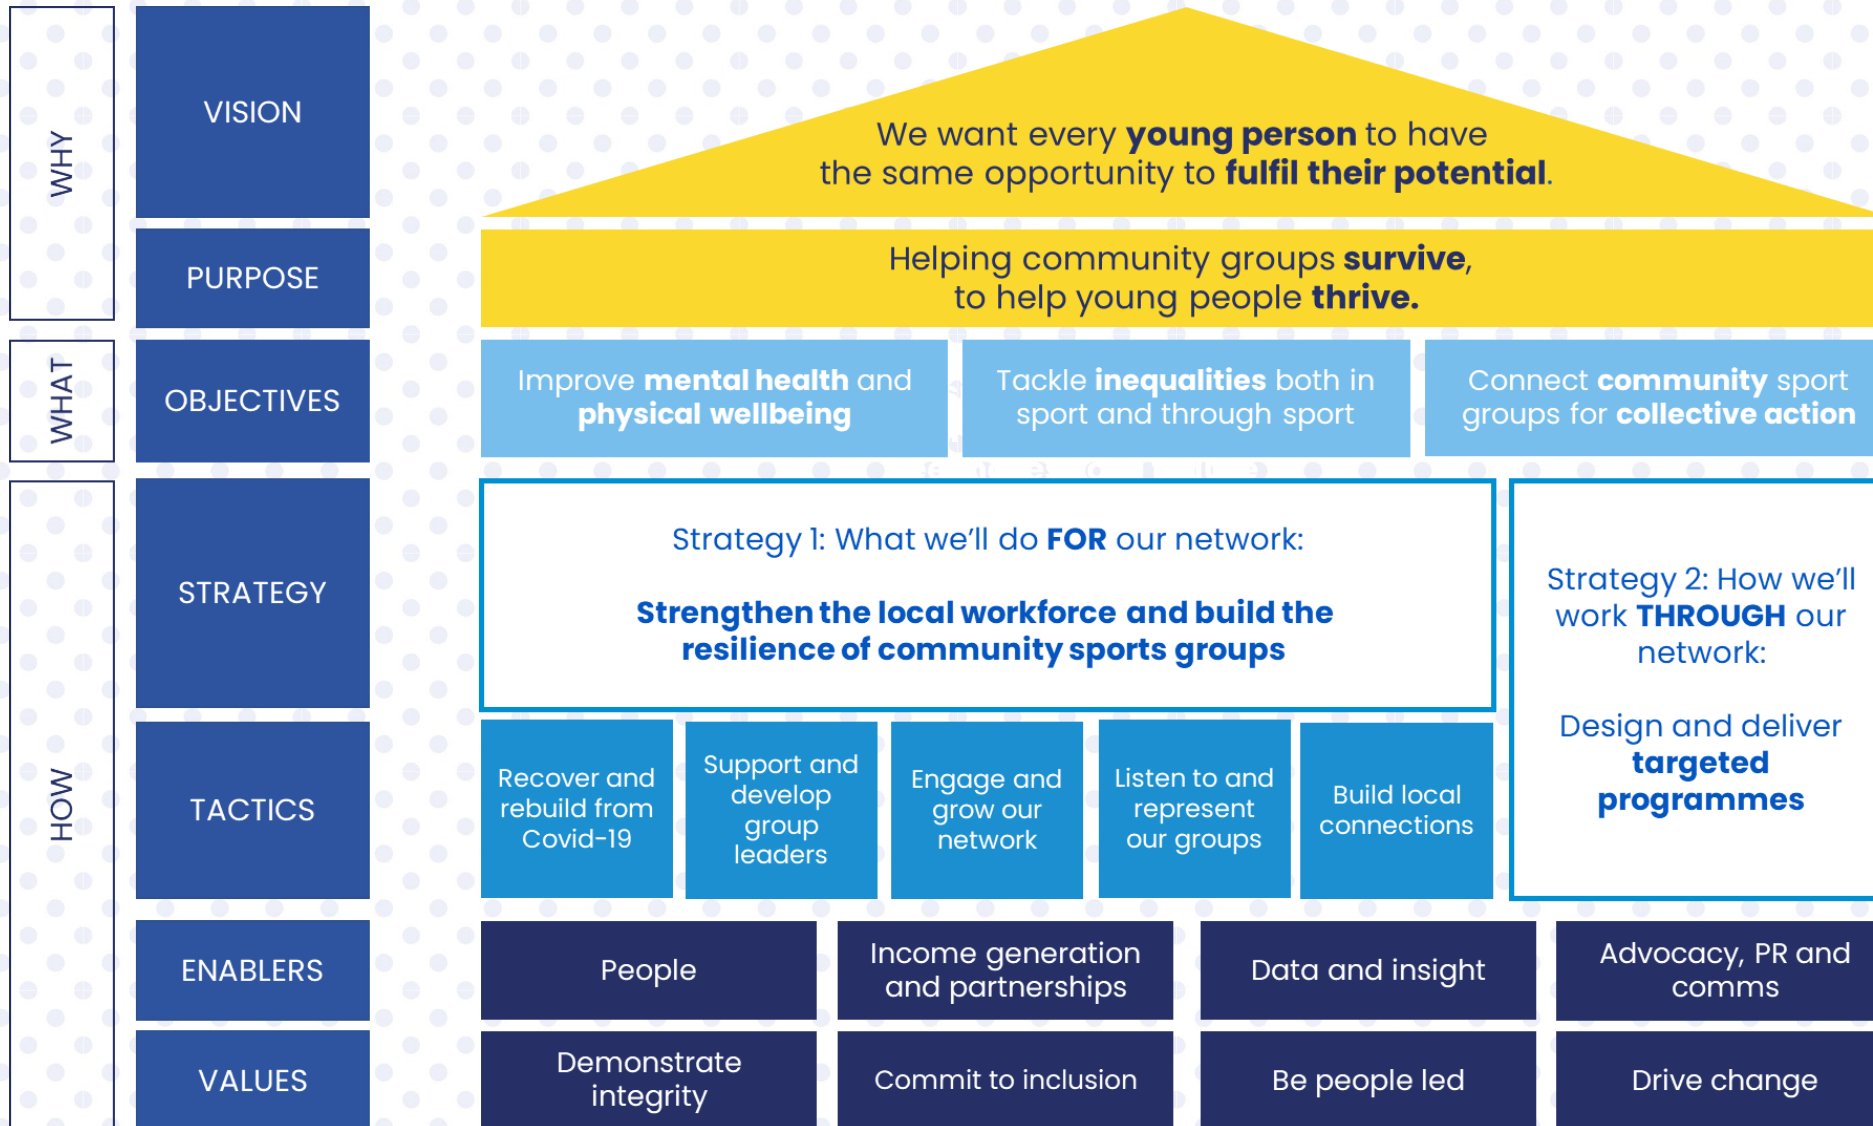 WHY
VISION
We want every young person to have
the same opportunity to fulfil their potential.
PURPOSE
Helping community groups survive,
to help young people thrive.
WHAT
OBJECTIVES
Improve mental health and
physical wellbeing
Tackle inequalities both in
sport and through sport
Connect community sport
groups for collective action
HOW
STRATEGY
Strategy 1: What we'll do FOR our network:
Strengthen the local workforce and build the
resilience of community sports groups
Strategy 2: How we'll
work THROUGH our
network:
Design and deliver
targeted
programmes
TACTICS
Recover and
rebuild from
Covid-19
Support and
develop
group
leaders
Engage and
grow our
network
Listen to and
represent
our groups
Build local
connections
ENABLERS
People
Income generation
and partnerships
Data and insight
Advocacy, PR and
comms
VALUES
Demonstrate
integrity
Commit to inclusion
Be people led
Drive change